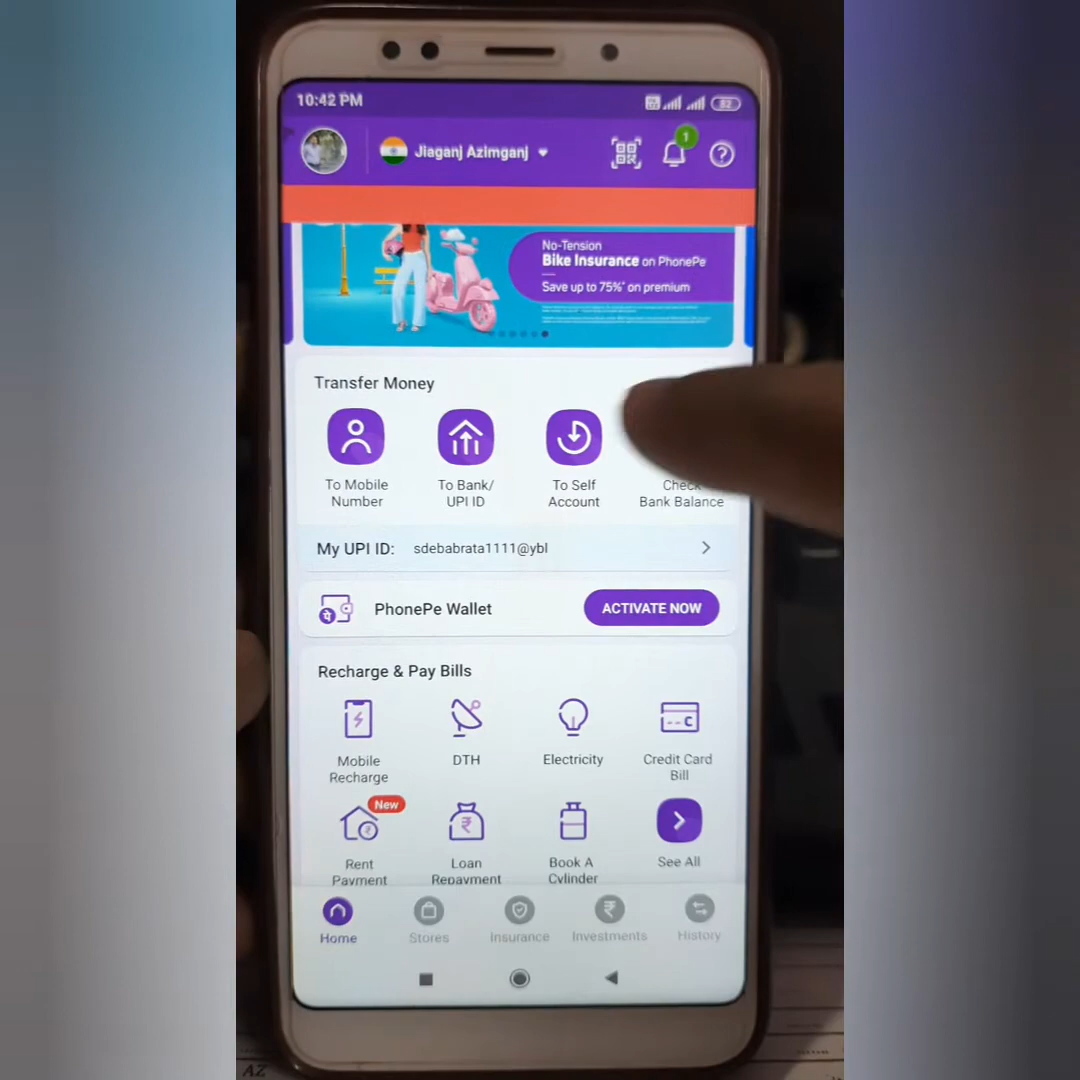 10:42 PM
82
Jiaganj Azimganj
1
No-Tension
Bike Insurance on PhonePe
Save up to 75%* on premium
Transfer Money
To Mobile
Number
To Bank/
UPI ID
To Self
Account
Check
Bank Balance
My UPI ID: sdebabrata1111@ybl
पे
PhonePe Wallet
ACTIVATE NOW
Recharge & Pay Bills
Mobile
Recharge
DTH
Electricity
Credit Card
Bill
New
Rent
Payment
Loan
Repayment
Book A
Cylinder
See All
Home
Stores
Insurance
Investments
History
AZ